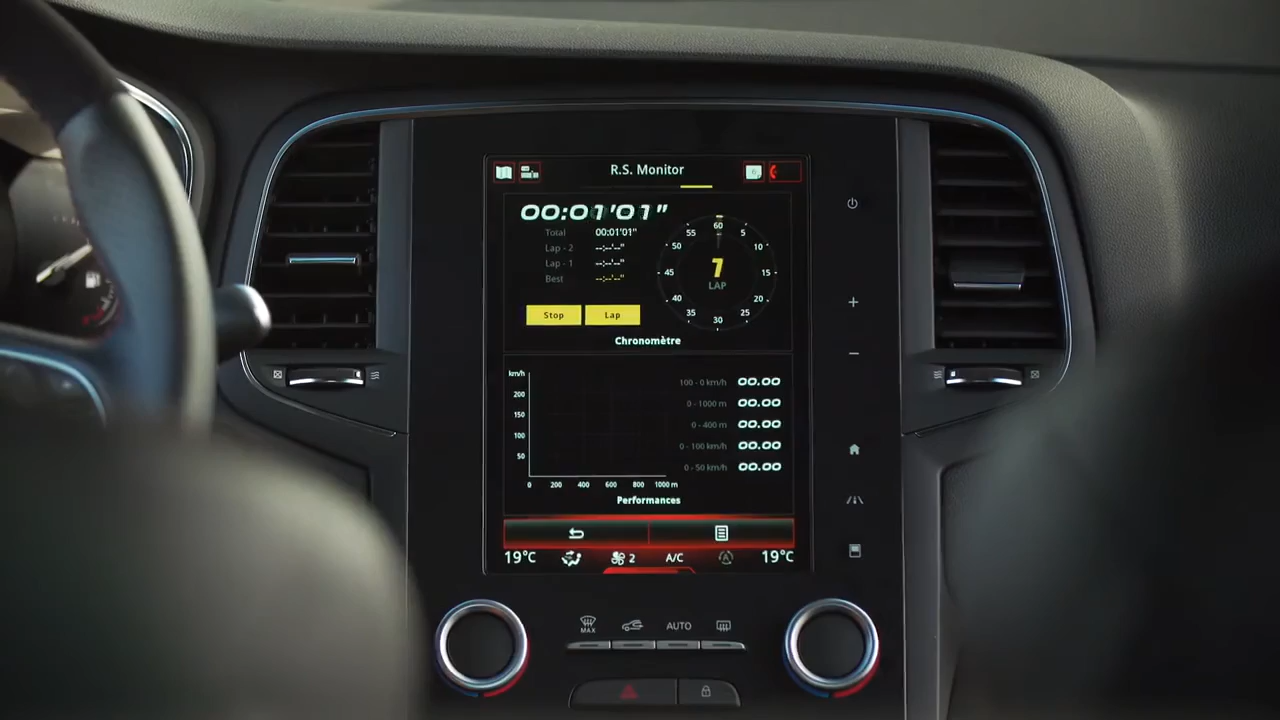 R.S. Monitor
00:01'01"
Total 00:01'01"
Lap - 2 --:--'--"
Lap - 1 --:--'--"
Best --:--'--"
60
5
10
15
20
25
30
35
40
45
50
55
LAP
Stop Lap
Chronomètre
km/h
200
150
100
50
0 200 400 600 800 1000 m
100 - 0 km/h 00.00
0 - 1000 m 00.00
0 - 400 m 00.00
0 - 100 km/h 00.00
0 - 50 km/h 00.00
Performances
19°C 2 A/C A 19°C
MAX AUTO